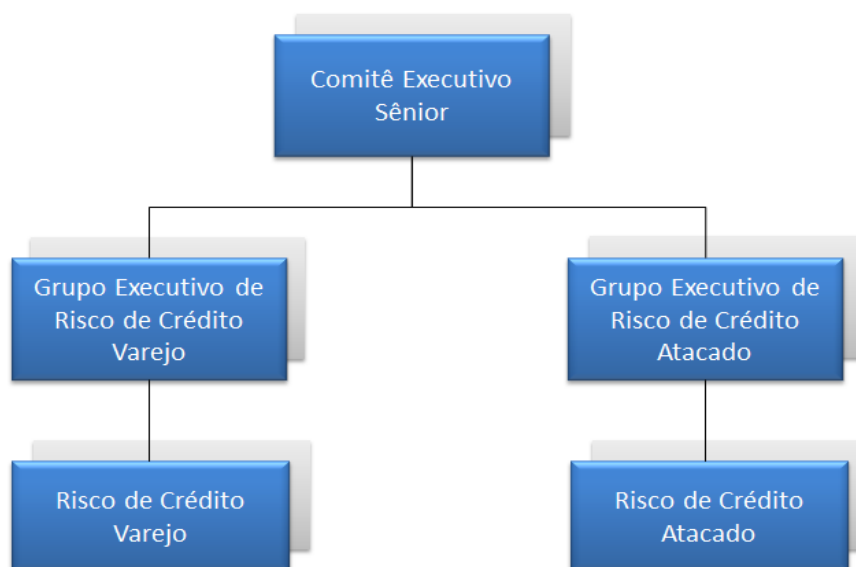 Comitê Executivo
Sênior
Grupo Executivo de
Risco de Crédito
Varejo
Grupo Executivo de
Risco de Crédito
Atacado
Risco de Crédito
Varejo
Risco de Crédito
Atacado